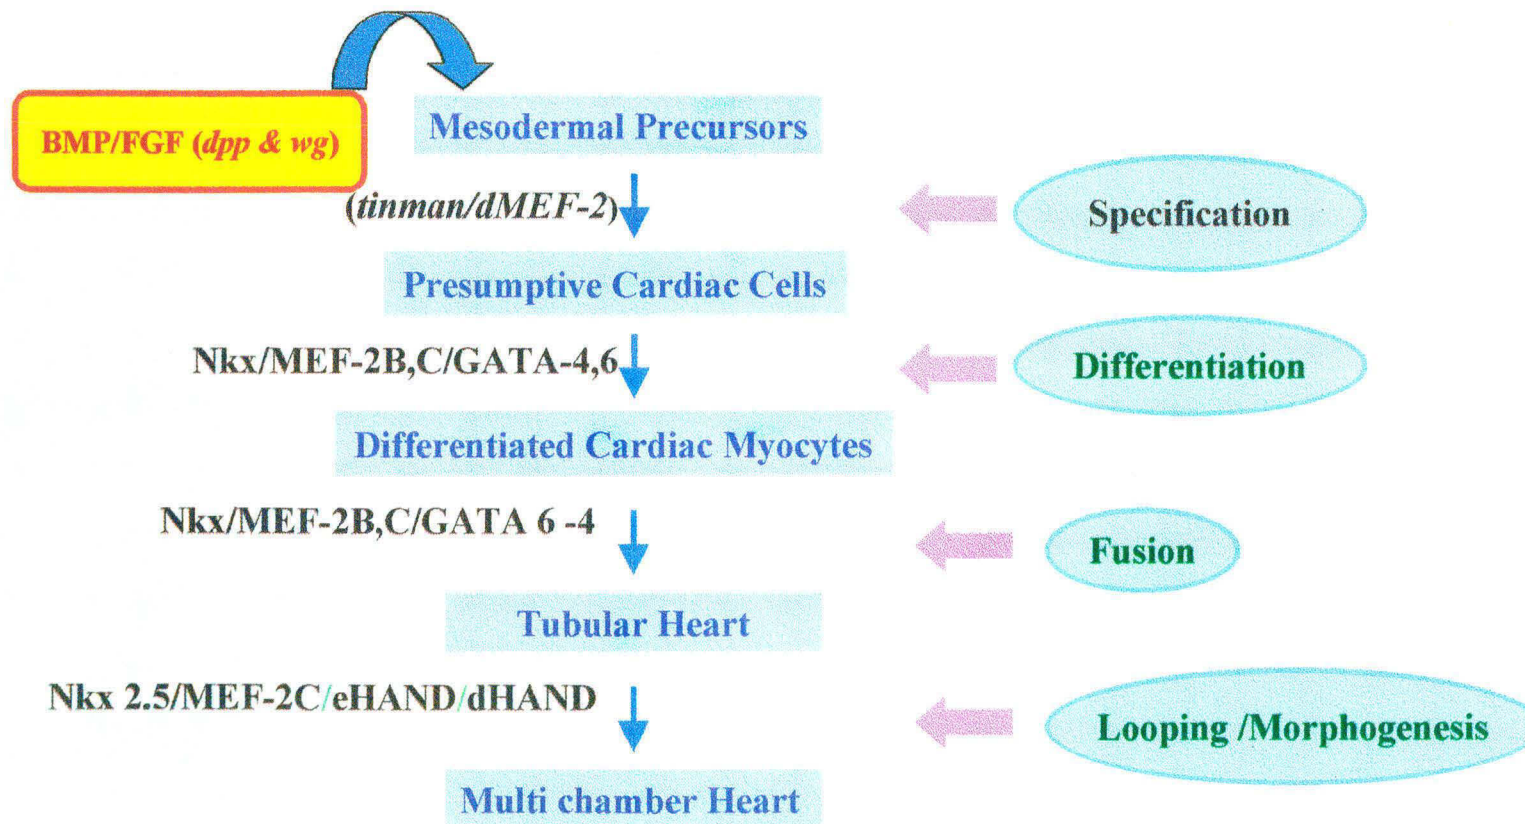 BMP/FGF (dpp & wg)
Mesodermal Precursors
(tinman/dMEF-2)
Specification
Presumptive Cardiac Cells
Nkx/MEF-2B,C/GATA-4,6
Differentiation
Differentiated Cardiac Myocytes
Nkx/MEF-2B,C/GATA 6 -4
Fusion
Tubular Heart
Nkx 2.5/MEF-2C/eHAND/dHAND
Looping /Morphogenesis
Multi chamber Heart